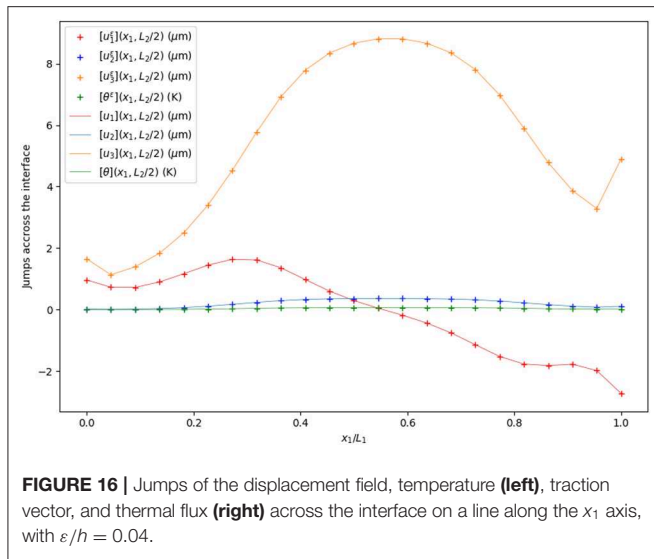 [u₁^ε](x₁, L₂/2) (μm)
[u₂^ε](x₁, L₂/2) (μm)
[u₃^ε](x₁, L₂/2) (μm)
[θ^ε](x₁, L₂/2) (K)
[u₁](x₁, L₂/2) (μm)
[u₂](x₁, L₂/2) (μm)
[u₃](x₁, L₂/2) (μm)
[θ](x₁, L₂/2) (K)
Jumps accross the interface
8
6
4
2
0
−2
0.0 0.2 0.4 0.6 0.8 1.0
x₁/L₁
FIGURE 16 | Jumps of the displacement field, temperature (left), traction
vector, and thermal flux (right) across the interface on a line along the x₁ axis,
with ε/h = 0.04.